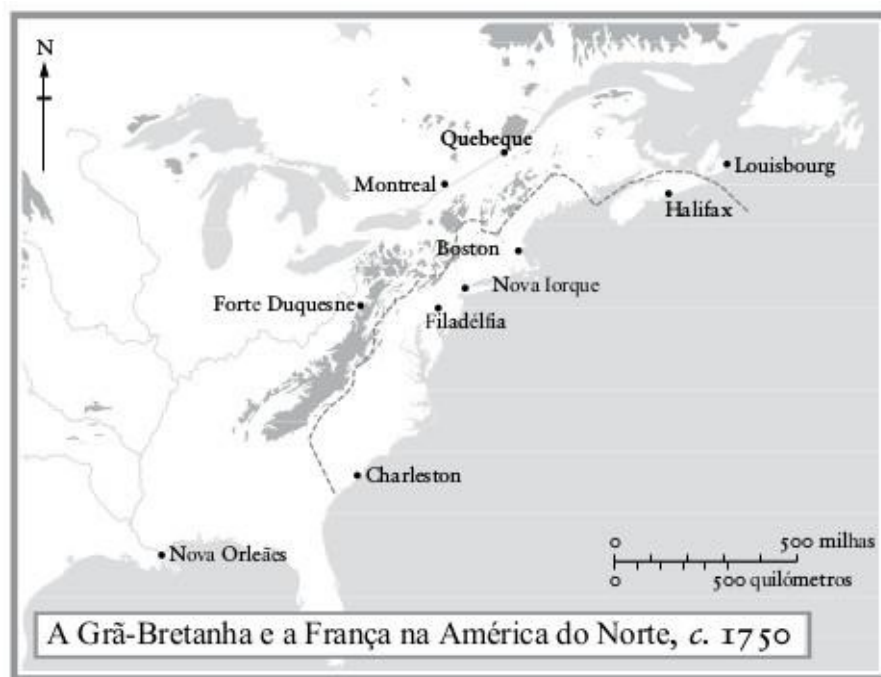 N
Quebeque
Montreal
Louisbourg
Halifax
Boston
Nova Iorque
Forte Duquesne
Filadélfia
Charleston
Nova Orleães
0 500 milhas
0 500 quilómetros
A Grã-Bretanha e a França na América do Norte, c. 1750